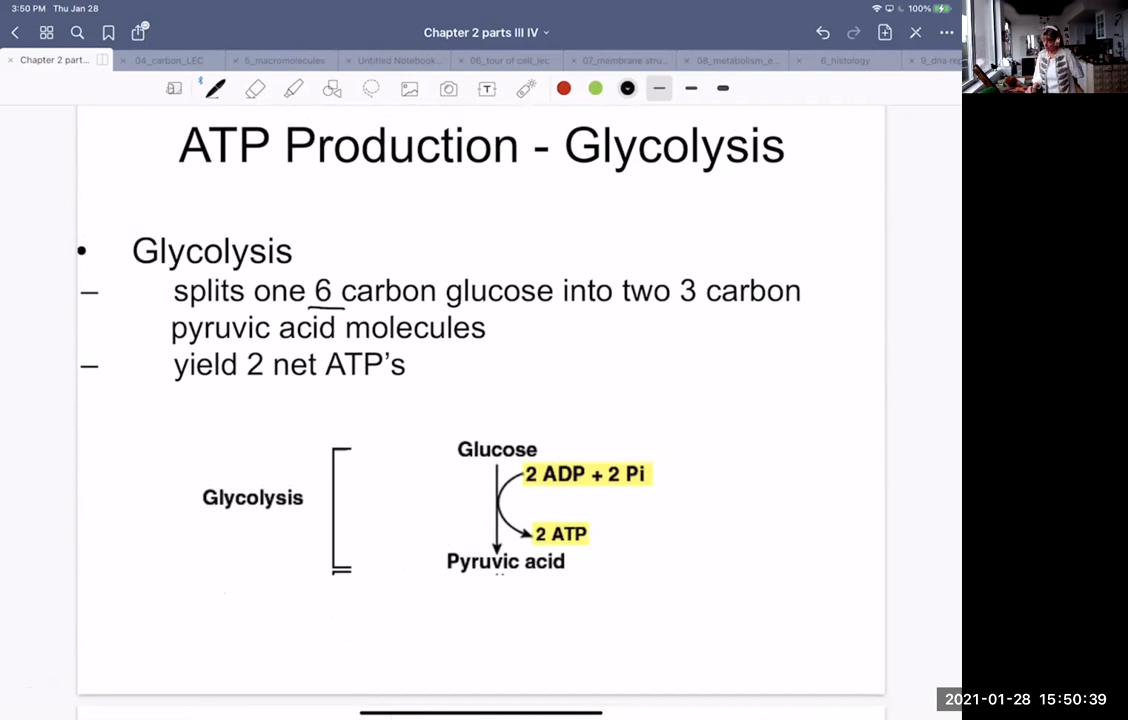 3:50 PM Thu Jan 28
100%
Chapter 2 parts III IV
Chapter 2 part...
04_carbon_LEC
5_macromolecules
Untitled Notebook...
06_tour of cell_lec
07_membrane stru...
08_metabolism_e...
6_histology
9_dna rep
ATP Production - Glycolysis
• Glycolysis
– splits one 6 carbon glucose into two 3 carbon
pyruvic acid molecules
– yield 2 net ATP’s
Glucose
2 ADP + 2 Pi
Glycolysis
2 ATP
Pyruvic acid
2021-01-28 15:50:39